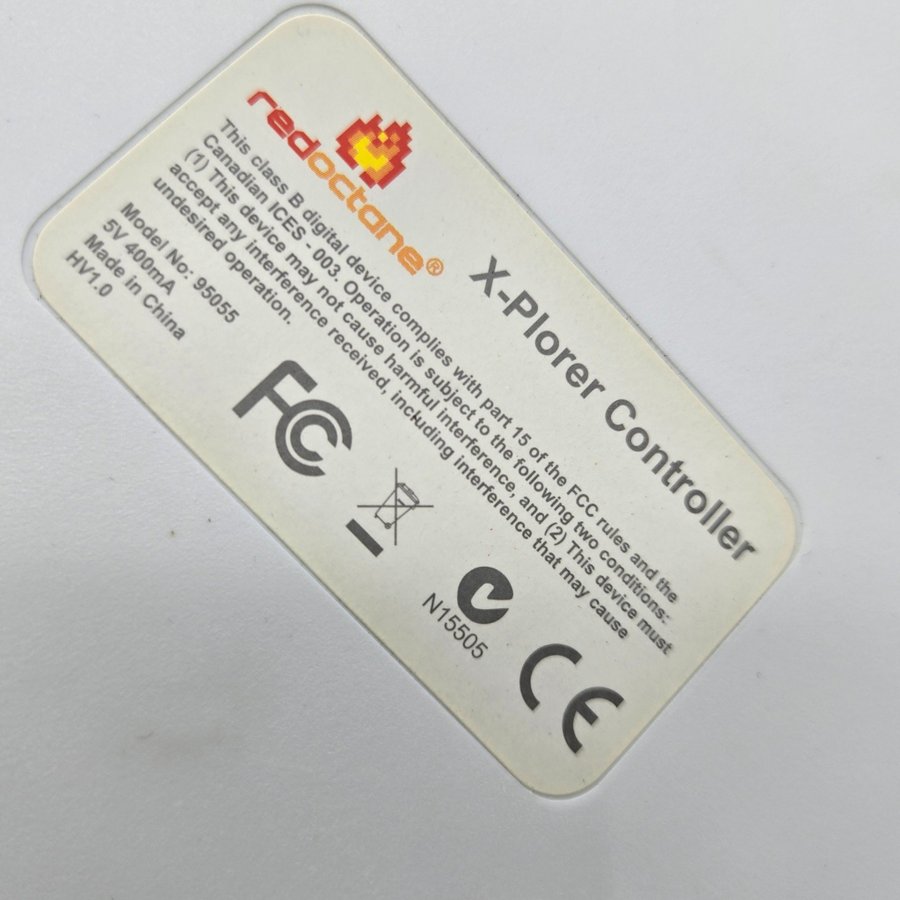 redoctane®
X-Plorer Controller
This class B digital device complies with part 15 of the FCC rules and the
Canadian ICES - 003. Operation is subject to the following two conditions:
(1) This device may not cause harmful interference, and (2) This device must
accept any interference received, including interference that may cause
undesired operation.
Model No: 95055
5V 400mA
Made in China
HV1.0
FC
N15505
CE